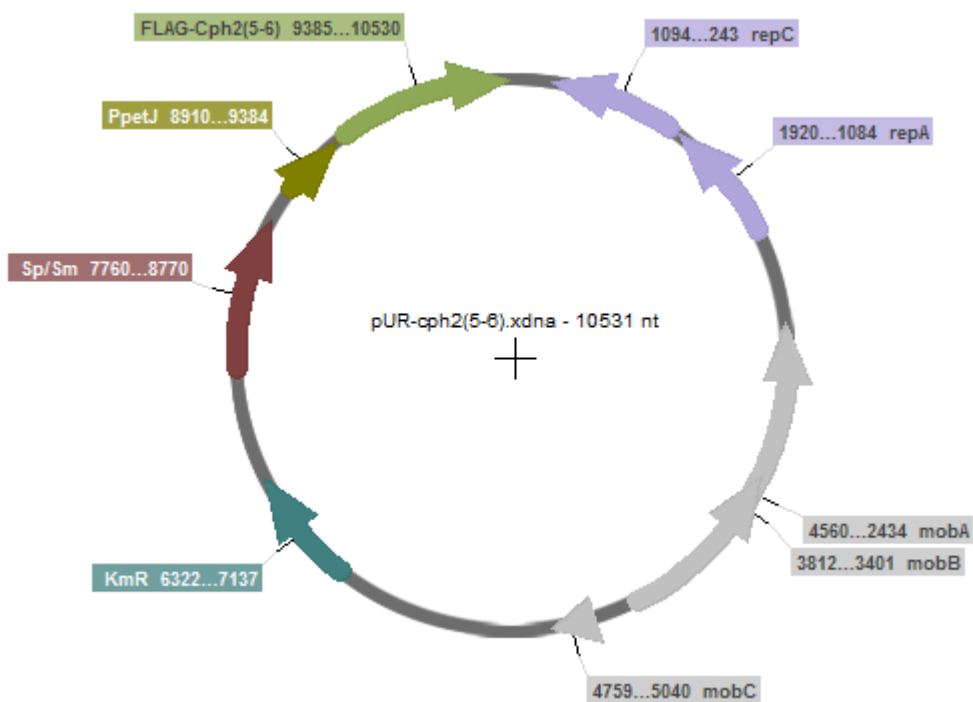 FLAG-Cph2(5-6) 9385...10530
1094...243 repC
PpetJ 8910...9384
1920...1084 repA
Sp/Sm 7760...8770
pUR-cph2(5-6).xdna - 10531 nt
4560...2434 mobA
3812...3401 mobB
KmR 6322...7137
4759...5040 mobC